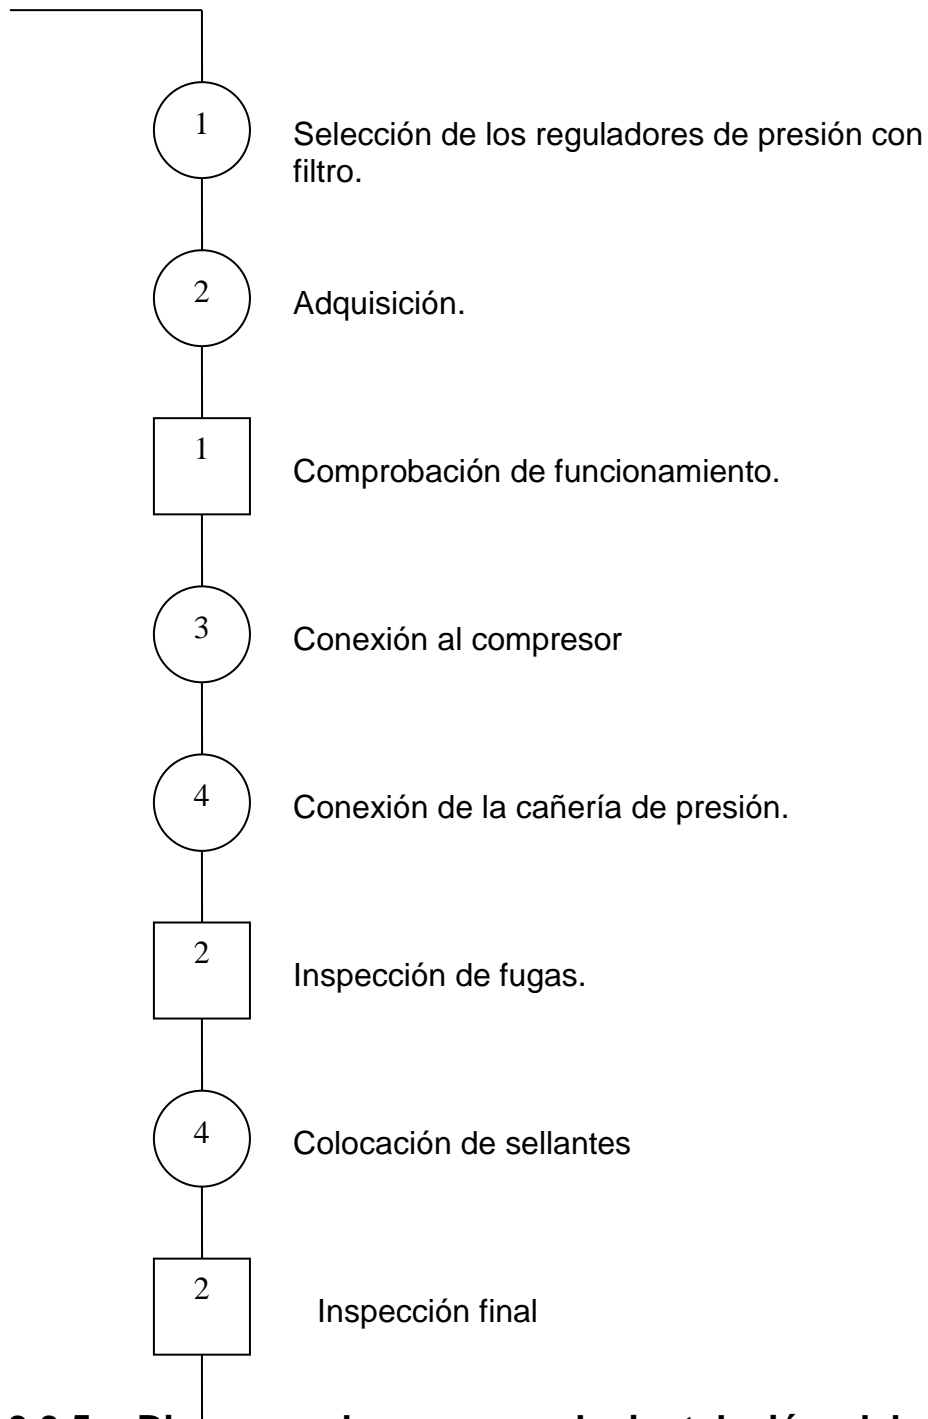 1
Selección de los reguladores de presión con
filtro.
2
Adquisición.
1
Comprobación de funcionamiento.
3
Conexión al compresor
4
Conexión de la cañería de presión.
2
Inspección de fugas.
4
Colocación de sellantes
2
Inspección final